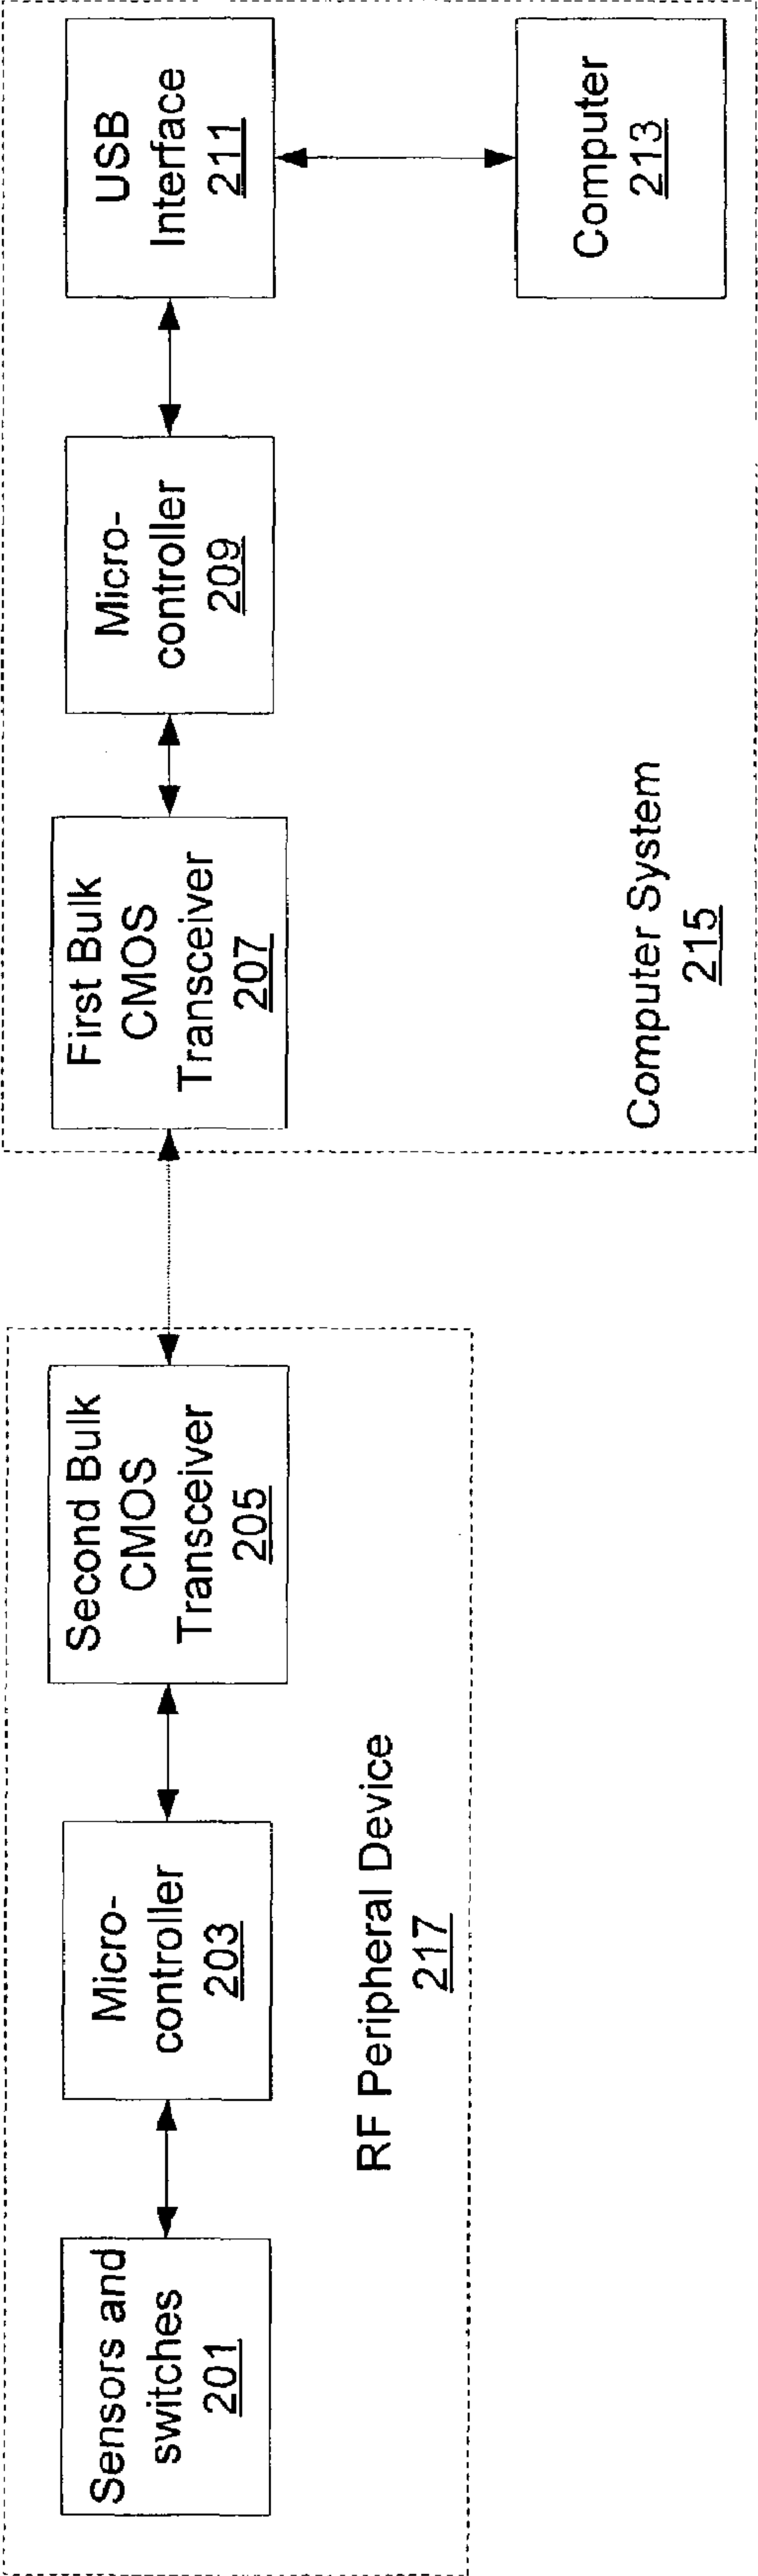 Sensors and
switches
201
Micro-
controller
203
Second Bulk
CMOS
Transceiver
205
RF Peripheral Device
217
First Bulk
CMOS
Transceiver
207
Micro-
controller
209
USB
Interface
211
Computer
213
Computer System
215